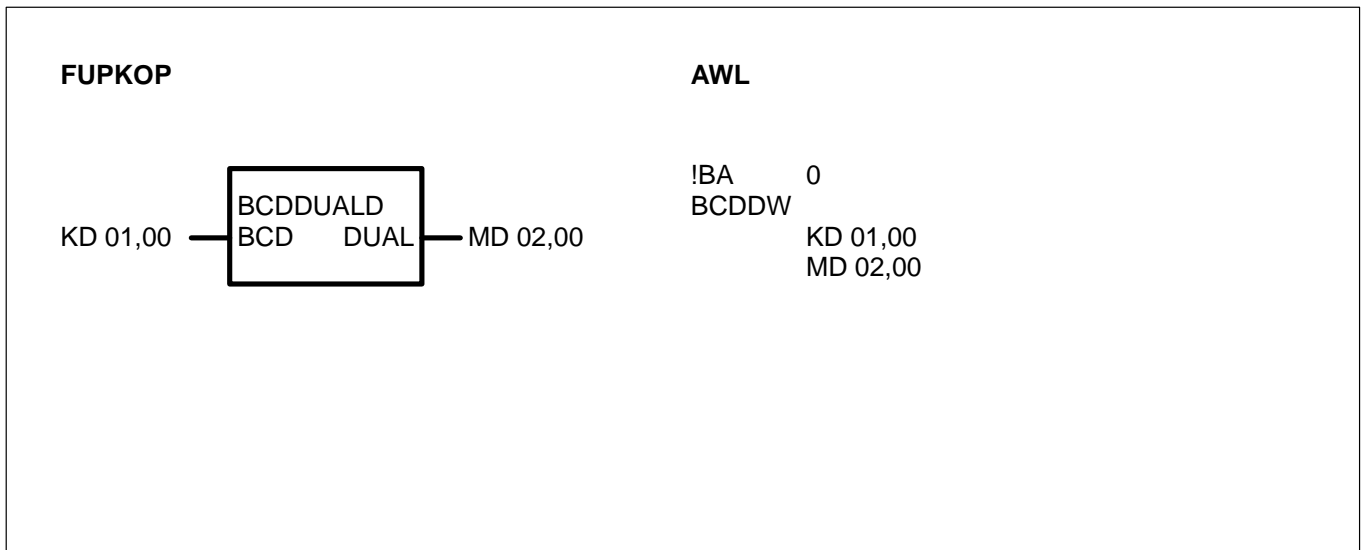 FUPKOP
BCDDUALD
KD 01,00 BCD DUAL MD 02,00
AWL
!BA 0
BCDDW
KD 01,00
MD 02,00